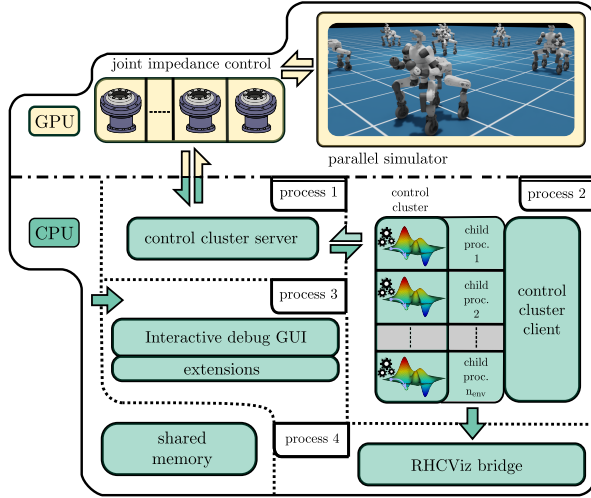 joint impedance control
GPU
parallel simulator
process 1
control
cluster
process 2
CPU
control cluster server
child
proc.
1
process 3
child
proc.
2
control
cluster
client
Interactive debug GUI
extensions
child
proc.
n_env
shared
memory
process 4
RHCViz bridge